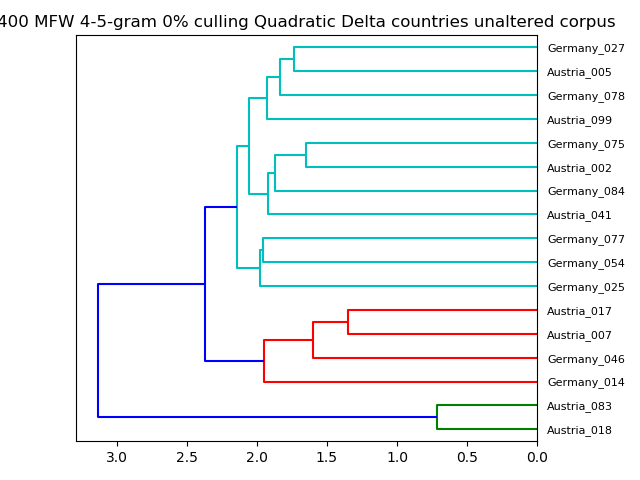 400 MFW 4-5-gram 0% culling Quadratic Delta countries unaltered corpus
Germany_027
Austria_005
Germany_078
Austria_099
Germany_075
Austria_002
Germany_084
Austria_041
Germany_077
Germany_054
Germany_025
Austria_017
Austria_007
Germany_046
Germany_014
Austria_083
Austria_018
3.0 2.5 2.0 1.5 1.0 0.5 0.0